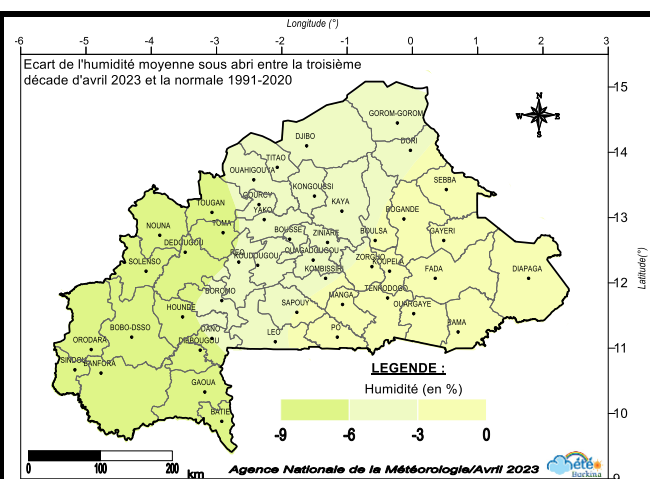 Longitude (°)
-6 -5 -4 -3 -2 -1 0 1 2 3
Ecart de l'humidité moyenne sous abri entre la troisième
décade d'avril 2023 et la normale 1991-2020
15
N
W E
S
GOROM-GOROM
DJIBO
DORI
14
TITAO
OUAHIGOUYA
SEBBA
KONGOUSSI
GOURCY
TOUGAN
KAYA
YAKO
BOGANDE
13
NOUNA
TOMA
BOUSSE
ZINIARE
BOULSA
GAYERI
DEDOUGOU
OUAGADOUGOU
KOUDOUGOU
Latitude(°)
SOLENSO
ZORGHO
KOUPELA
KOMBISSIRI
FADA
DIAPAGA
12
BOROMO
TENKODOGO
MANGA
SAPOUY
OUARGAYE
HOUNDE
BOBO-DSSO
DANO
LEO
PO
PAMA
11
ORODARA
DIEBOUGOU
SINDOU
BANFORA
LEGENDE :
GAOUA
Humidité (en %)
BATIE
10
-9 -6 -3 0
0 100 200
km
Agence Nationale de la Météorologie/Avril 2023
Météo
Burkina
9